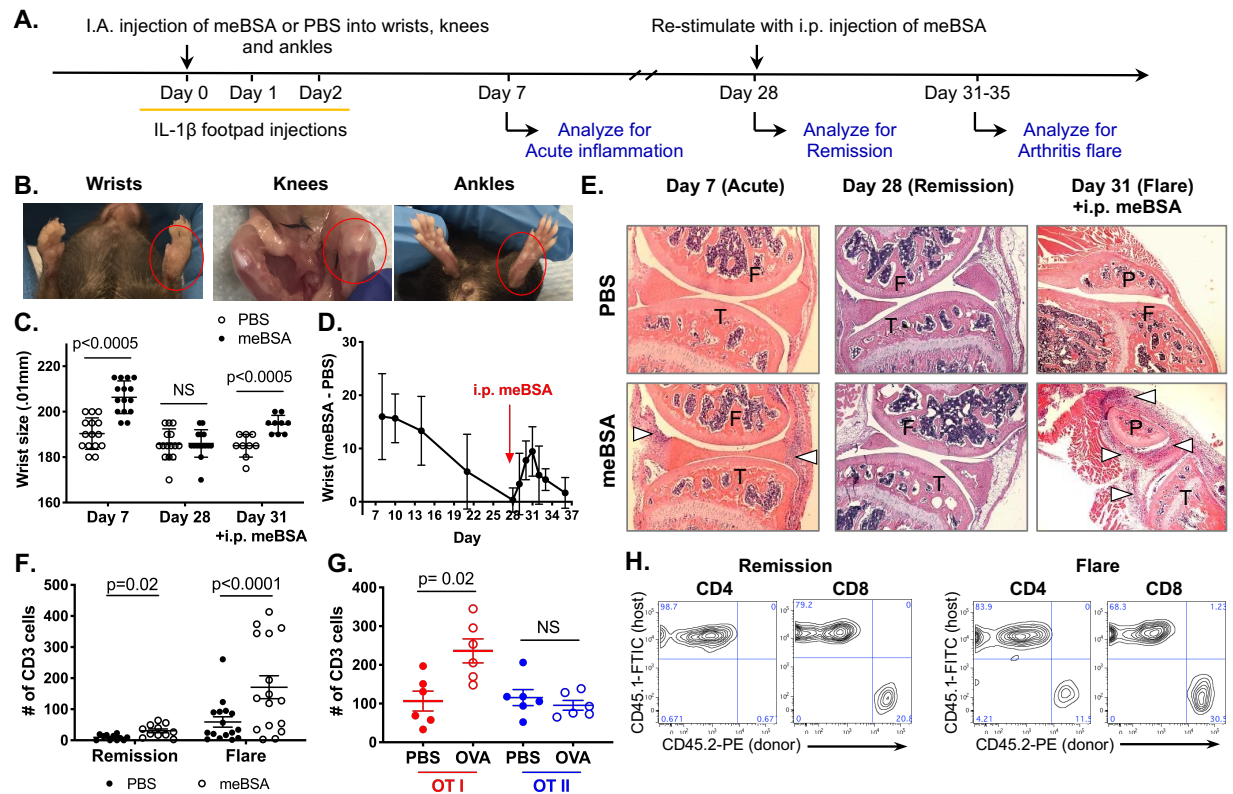 A.
I.A. injection of meBSA or PBS into wrists, knees
and ankles
Re-stimulate with i.p. injection of meBSA
Day 0
Day 1
Day2
Day 7
Day 28
Day 31-35
IL-1β footpad injections
Analyze for
Acute inflammation
Analyze for
Remission
Analyze for
Arthritis flare
B.
Wrists
Knees
Ankles
C.
PBS
meBSA
p<0.0005
NS
p<0.0005
Wrist size (.01mm)
220
200
180
160
Day 7
Day 28
Day 31
+i.p. meBSA
D.
Wrist (meBSA - PBS)
30
20
10
0
i.p. meBSA
7 10 13 16 19 22 25 28 31 34 37
Day
E.
Day 7 (Acute)
Day 28 (Remission)
Day 31 (Flare)
+i.p. meBSA
PBS
F
T
F
T
P
F
meBSA
F
T
F
T
P
T
F.
# of CD3 cells
500
400
300
200
100
0
p=0.02
p<0.0001
Remission
Flare
PBS
meBSA
G.
# of CD3 cells
400
300
200
100
0
p= 0.02
NS
PBS
OVA
PBS
OVA
OT I
OT II
H.
Remission
Flare
CD4
CD8
CD4
CD8
CD45.1-FTIC (host)
98.7
0
0.671
0.671
79.2
0
0
CD45.2-PE (donor)
CD45.1-FITC (host)
83.9
0
4.21
11.5
68.3
1.23
0
30.5
CD45.2-PE (donor)